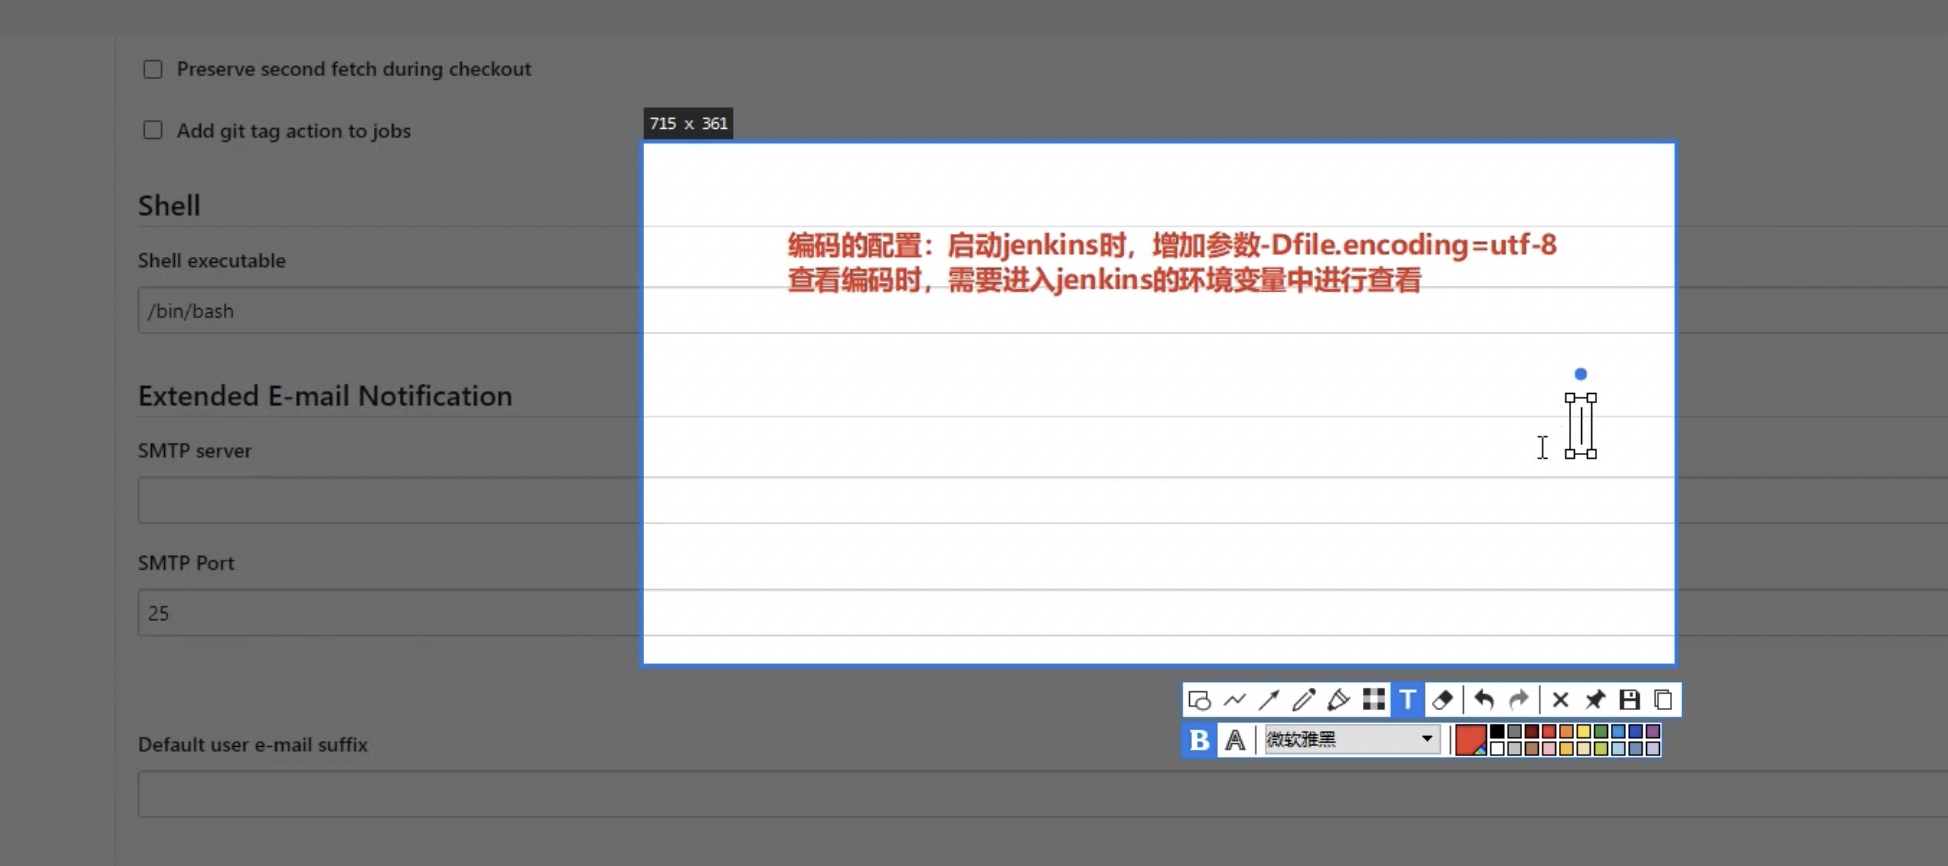 Preserve second fetch during checkout
Add git tag action to jobs
715 x 361
Shell
编码的配置：启动jenkins时，增加参数-Dfile.encoding=utf-8
查看编码时，需要进入jenkins的环境变量中进行查看
Shell executable
/bin/bash
Extended E-mail Notification
SMTP server
SMTP Port
25
T
B A 微软雅黑
Default user e-mail suffix